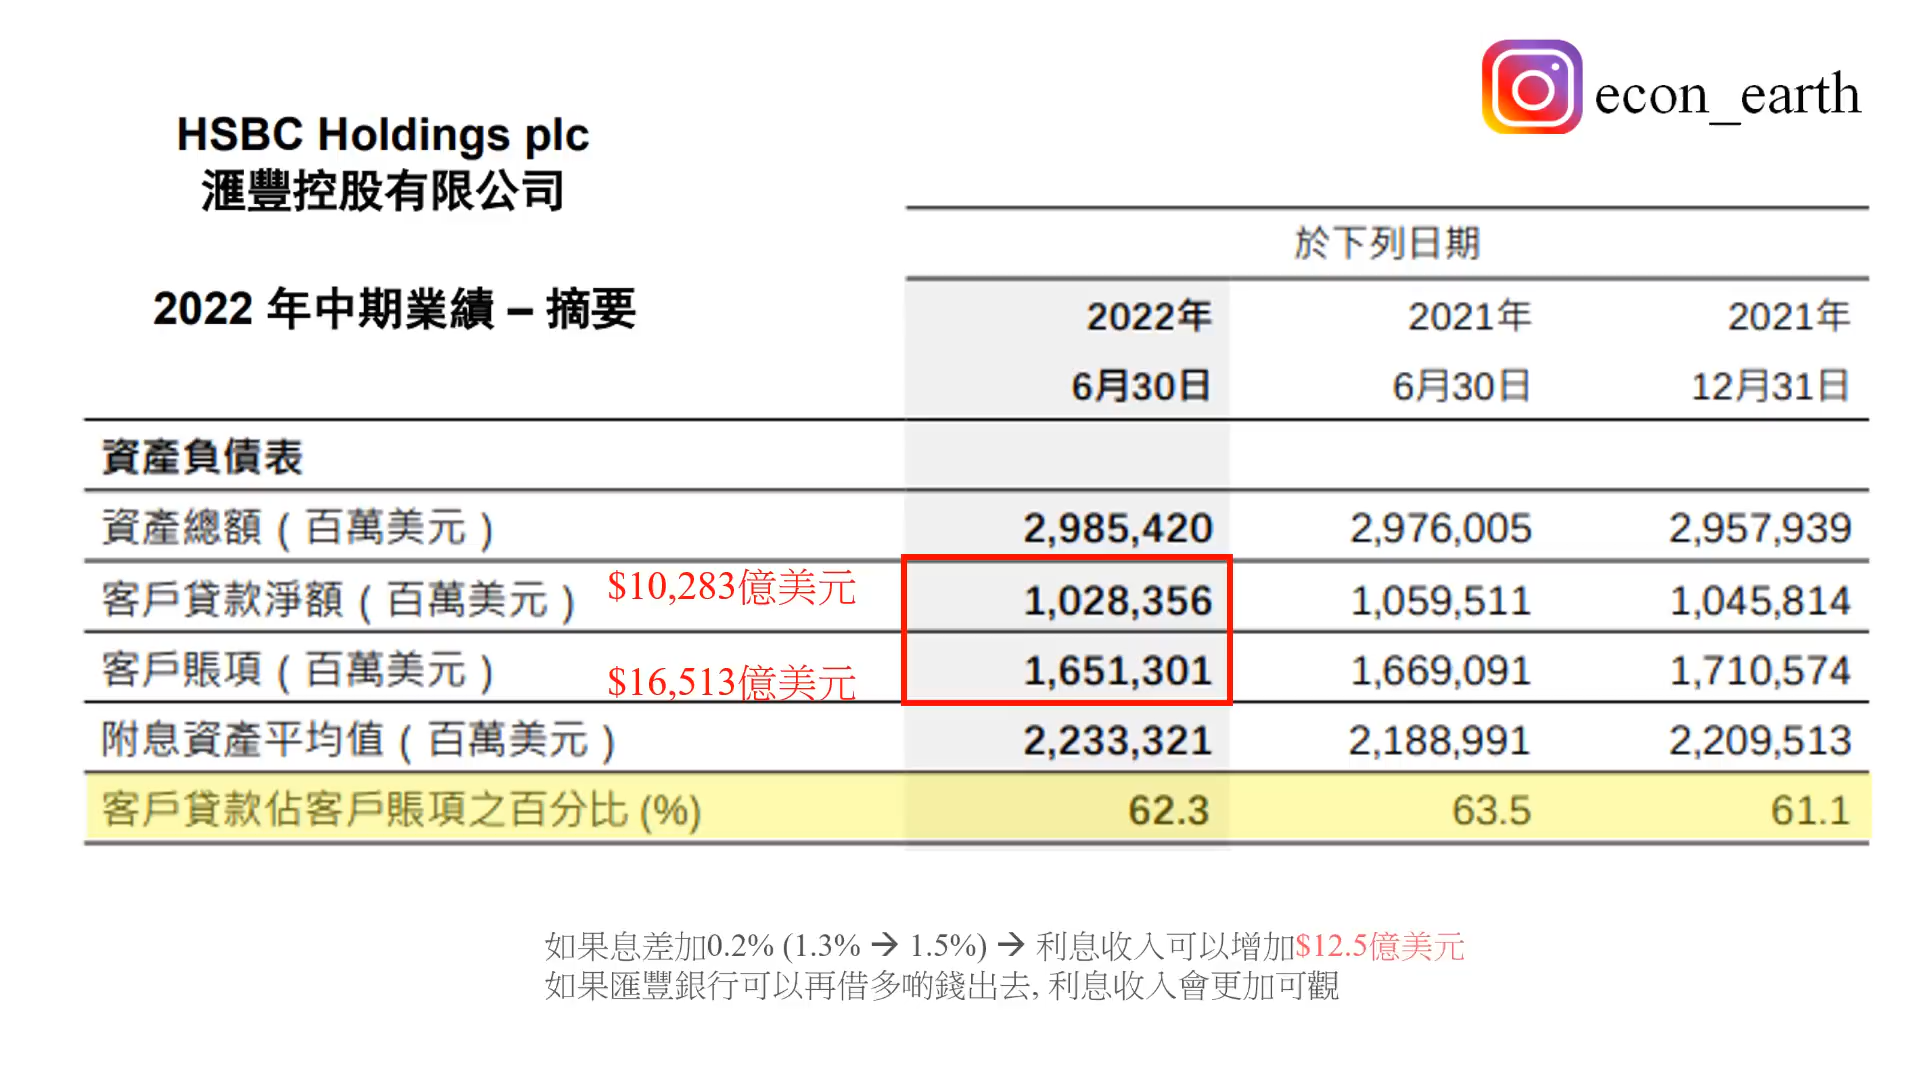 econ_earth
HSBC Holdings plc
滙豐控股有限公司
2022 年中期業績 – 摘要
於下列日期
2022年 2021年 2021年
6月30日 6月30日 12月31日
資產負債表
資產總額（百萬美元） 2,985,420 2,976,005 2,957,939
客戶貸款淨額（百萬美元） $10,283億美元 1,028,356 1,059,511 1,045,814
客戶賬項（百萬美元） $16,513億美元 1,651,301 1,669,091 1,710,574
附息資產平均值（百萬美元） 2,233,321 2,188,991 2,209,513
客戶貸款佔客戶賬項之百分比 (%) 62.3 63.5 61.1
如果息差加0.2% (1.3% → 1.5%) → 利息收入可以增加$12.5億美元
如果匯豐銀行可以再借多啲錢出去, 利息收入會更加可觀